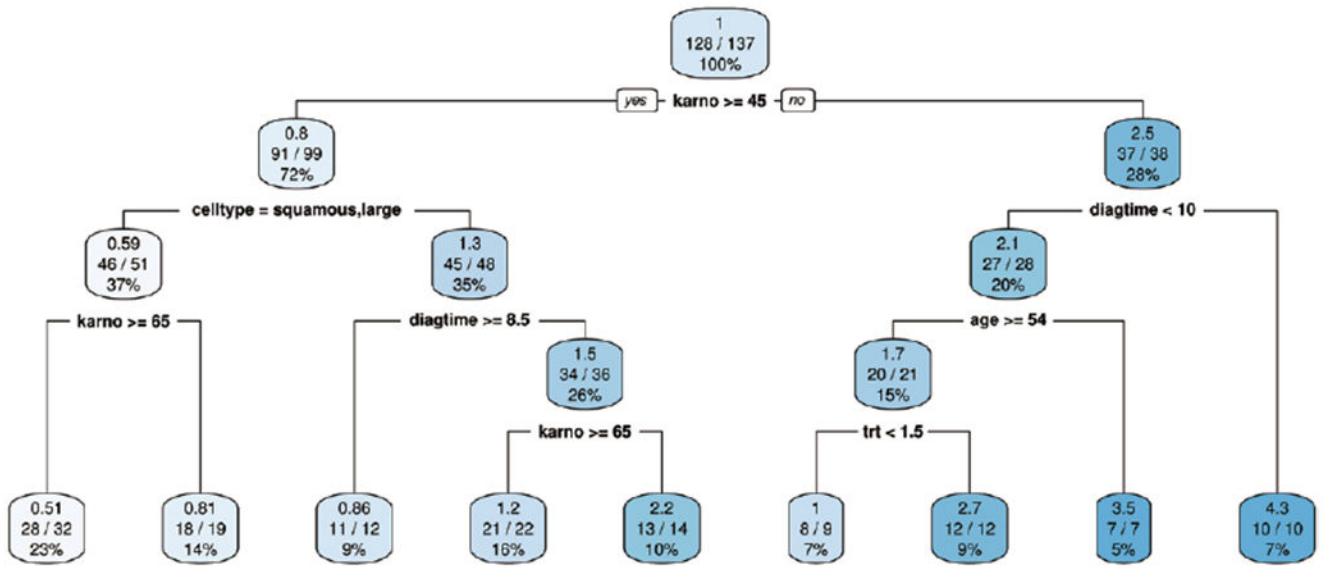 1
128 / 137
100%
yes karno >= 45 no
0.8
91 / 99
72%
2.5
37 / 38
28%
celltype = squamous,large
diagtime < 10
0.59
46 / 51
37%
1.3
45 / 48
35%
2.1
27 / 28
20%
karno >= 65
diagtime >= 8.5
age >= 54
1.5
34 / 36
26%
1.7
20 / 21
15%
karno >= 65
trt < 1.5
0.51
28 / 32
23%
0.81
18 / 19
14%
0.86
11 / 12
9%
1.2
21 / 22
16%
2.2
13 / 14
10%
1
8 / 9
7%
2.7
12 / 12
9%
3.5
7 / 7
5%
4.3
10 / 10
7%